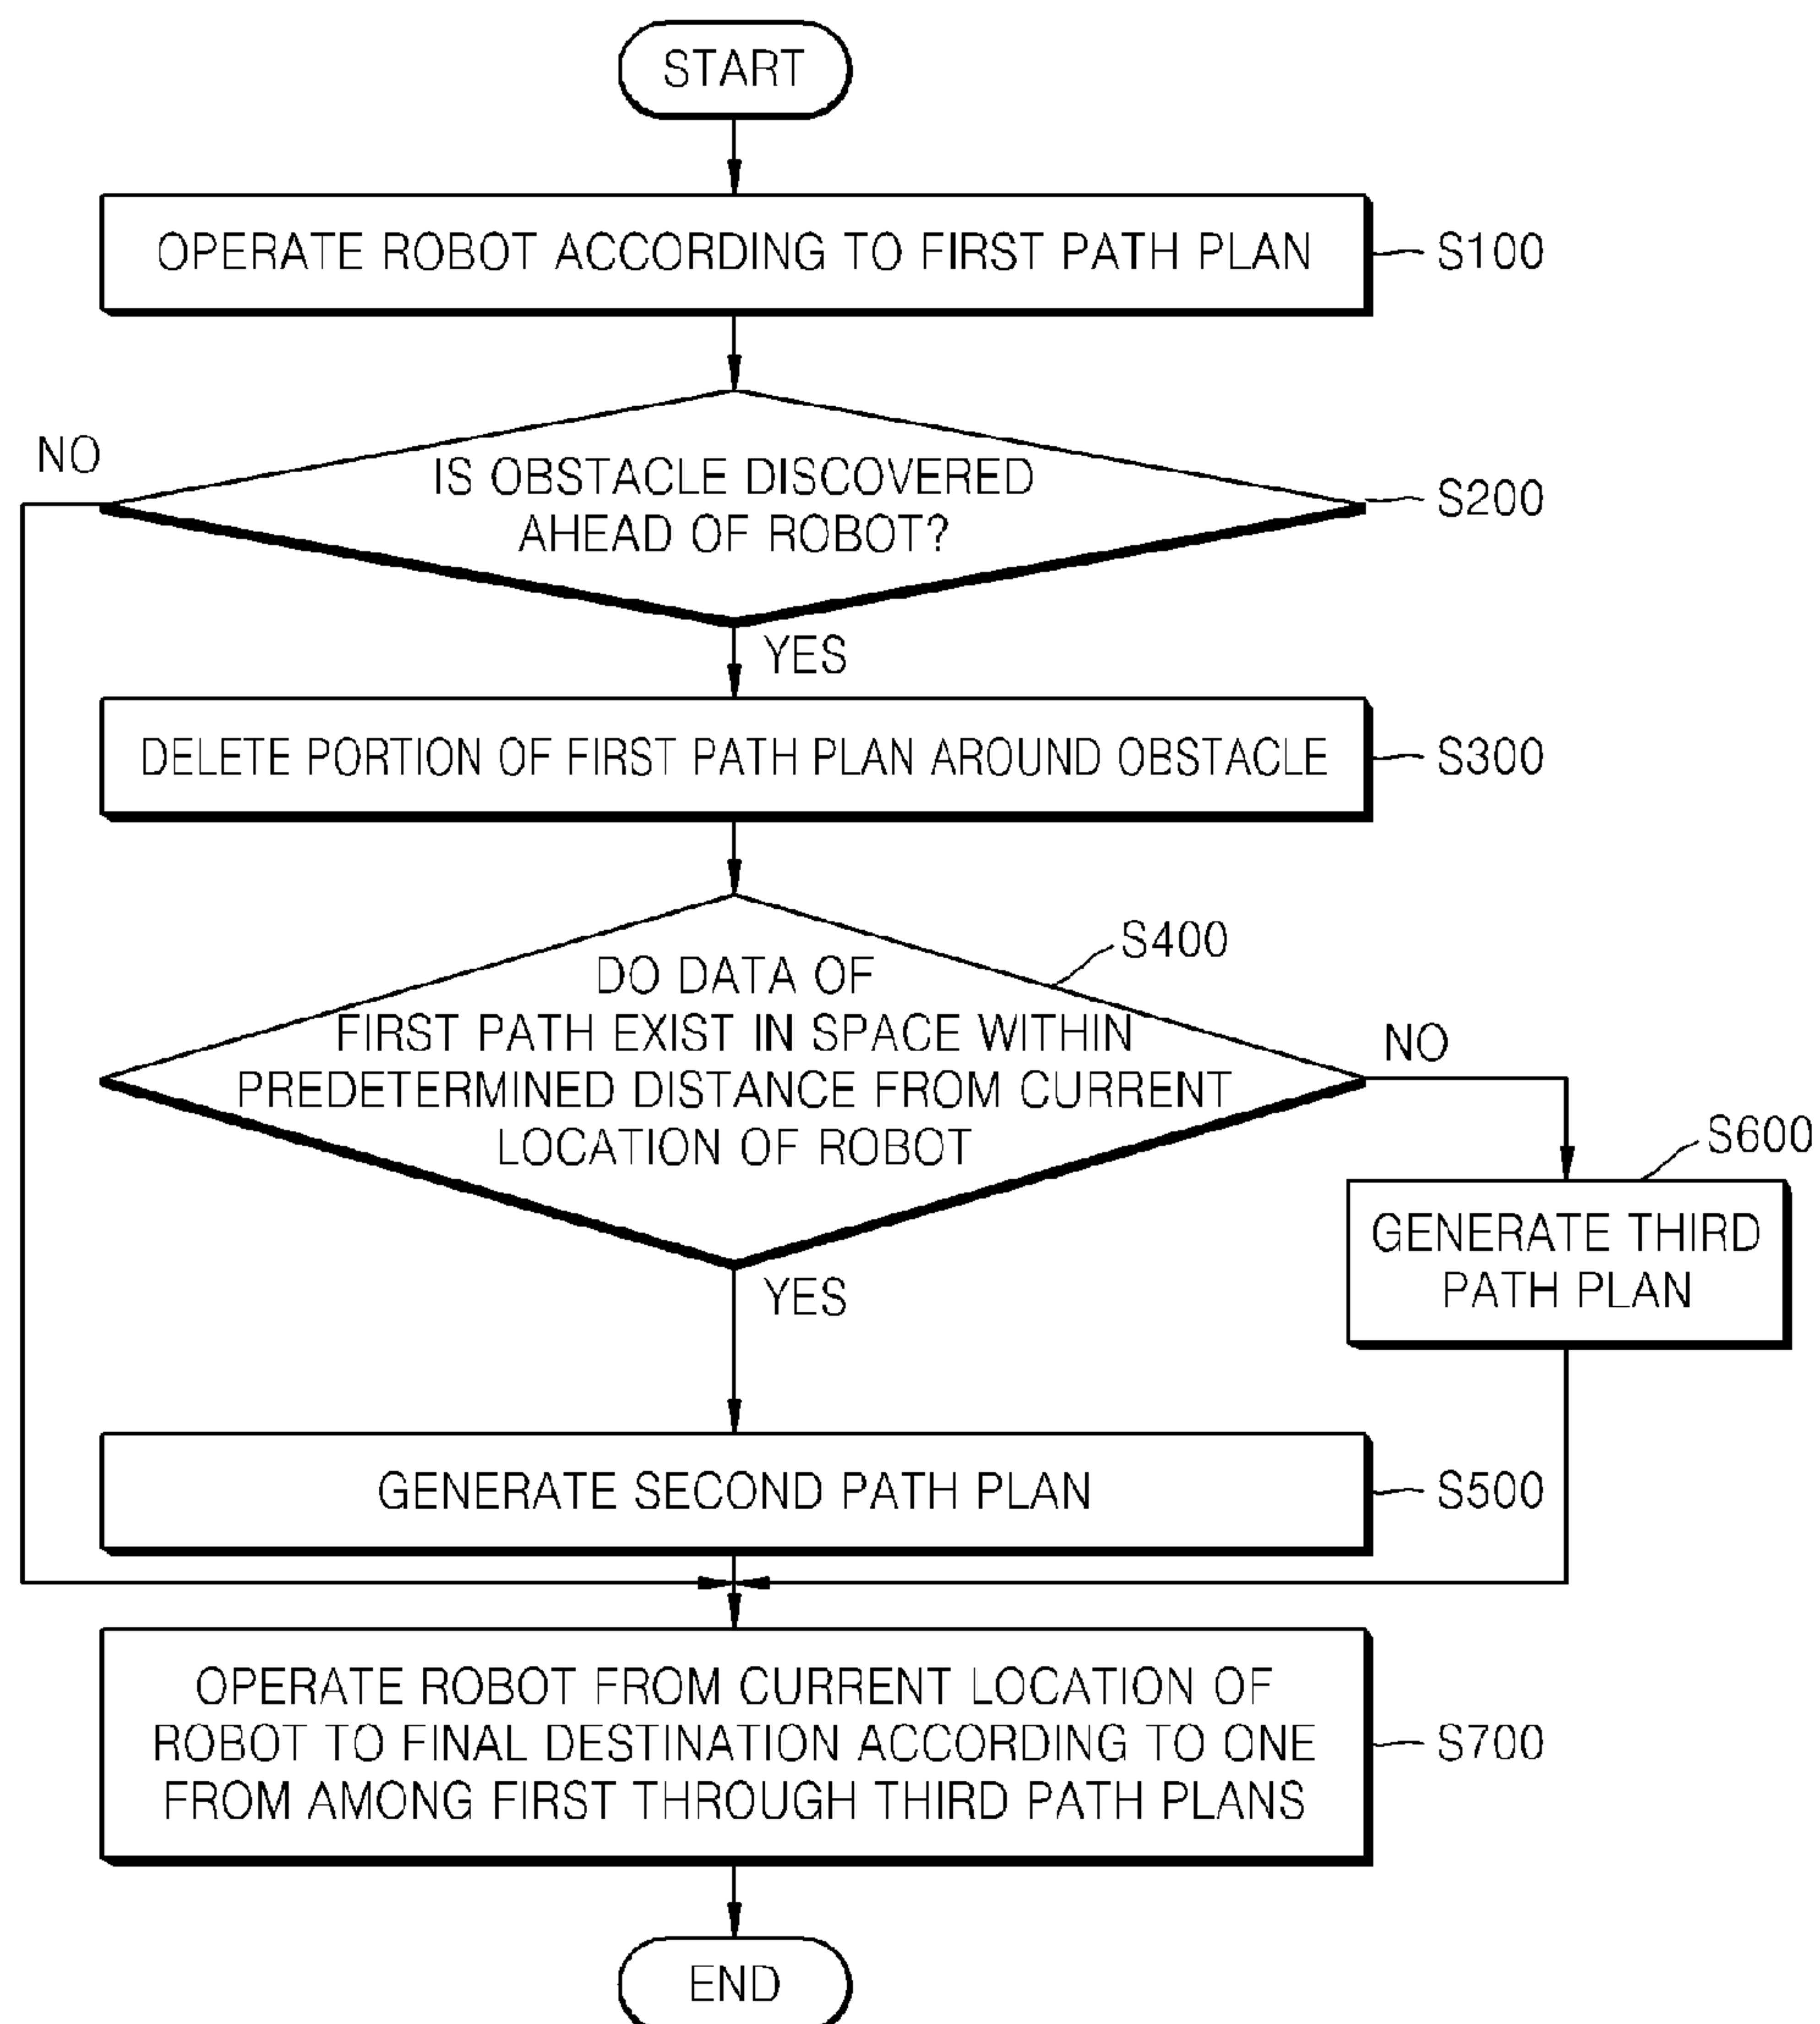 START
OPERATE ROBOT ACCORDING TO FIRST PATH PLAN
S100
NO
IS OBSTACLE DISCOVERED
AHEAD OF ROBOT?
S200
YES
DELETE PORTION OF FIRST PATH PLAN AROUND OBSTACLE
S300
S400
DO DATA OF
FIRST PATH EXIST IN SPACE WITHIN
PREDETERMINED DISTANCE FROM CURRENT
LOCATION OF ROBOT
NO
S600
GENERATE THIRD
PATH PLAN
YES
GENERATE SECOND PATH PLAN
S500
OPERATE ROBOT FROM CURRENT LOCATION OF
ROBOT TO FINAL DESTINATION ACCORDING TO ONE
FROM AMONG FIRST THROUGH THIRD PATH PLANS
S700
END